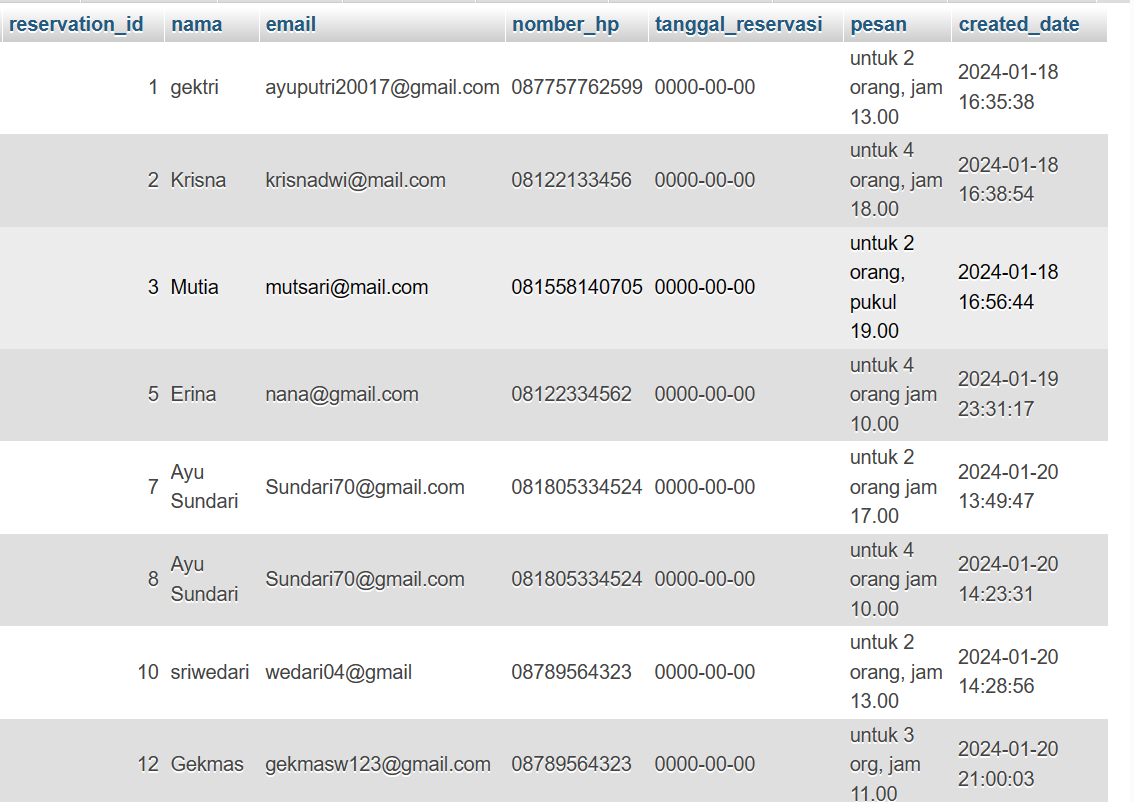 reservation_id nama email nomber_hp tanggal_reservasi pesan created_date
1 gektri ayuputri20017@gmail.com 087757762599 0000-00-00 untuk 2 orang, jam 13.00 2024-01-18 16:35:38
2 Krisna krisnadwi@mail.com 08122133456 0000-00-00 untuk 4 orang, jam 18.00 2024-01-18 16:38:54
3 Mutia mutsari@mail.com 081558140705 0000-00-00 untuk 2 orang, pukul 19.00 2024-01-18 16:56:44
5 Erina nana@gmail.com 08122334562 0000-00-00 untuk 4 orang jam 10.00 2024-01-19 23:31:17
7 Ayu Sundari Sundari70@gmail.com 081805334524 0000-00-00 untuk 2 orang jam 17.00 2024-01-20 13:49:47
8 Ayu Sundari Sundari70@gmail.com 081805334524 0000-00-00 untuk 4 orang jam 10.00 2024-01-20 14:23:31
10 sriwedari wedari04@gmail 08789564323 0000-00-00 untuk 2 orang, jam 13.00 2024-01-20 14:28:56
12 Gekmas gekmasw123@gmail.com 08789564323 0000-00-00 untuk 3 org, jam 11.00 2024-01-20 21:00:03